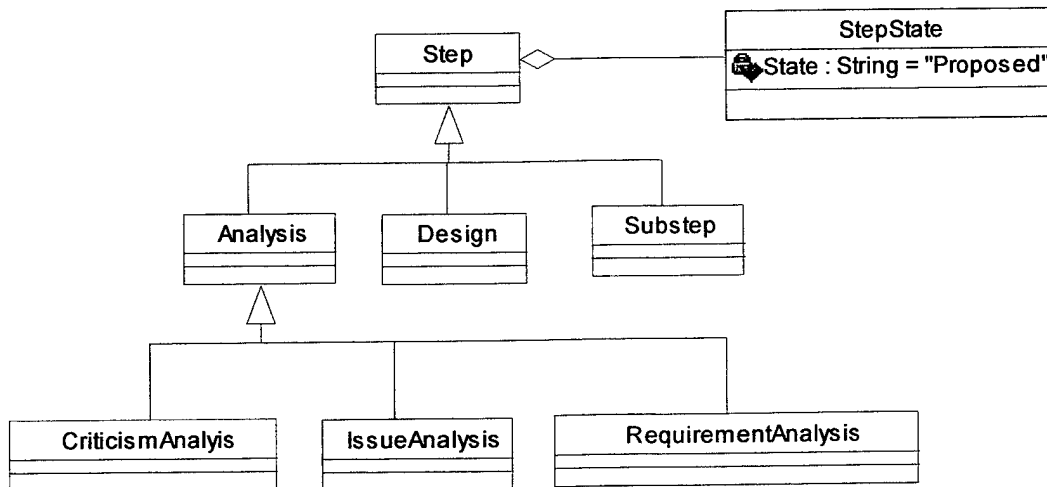 StepState
Step
State : String = "Proposed"
Analysis
Design
Substep
CriticismAnalyis
IssueAnalysis
RequirementAnalysis